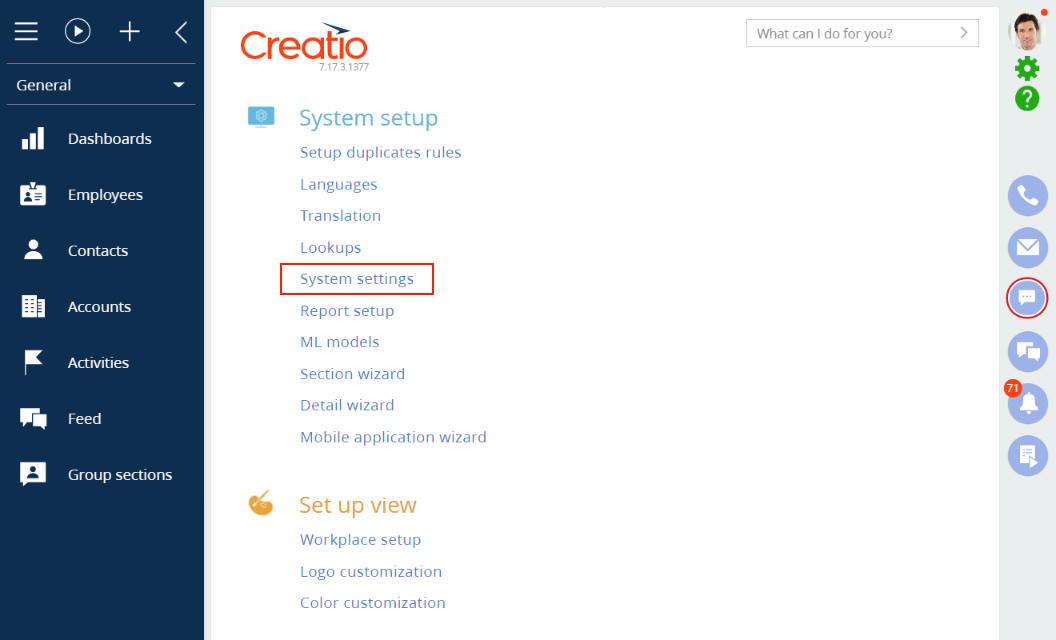 General
Dashboards
Employees
Contacts
Accounts
Activities
Feed
Group sections
Creatio
7.17.3.1377
What can I do for you?
System setup
Setup duplicates rules
Languages
Translation
Lookups
System settings
Report setup
ML models
Section wizard
Detail wizard
Mobile application wizard
Set up view
Workplace setup
Logo customization
Color customization
?
71